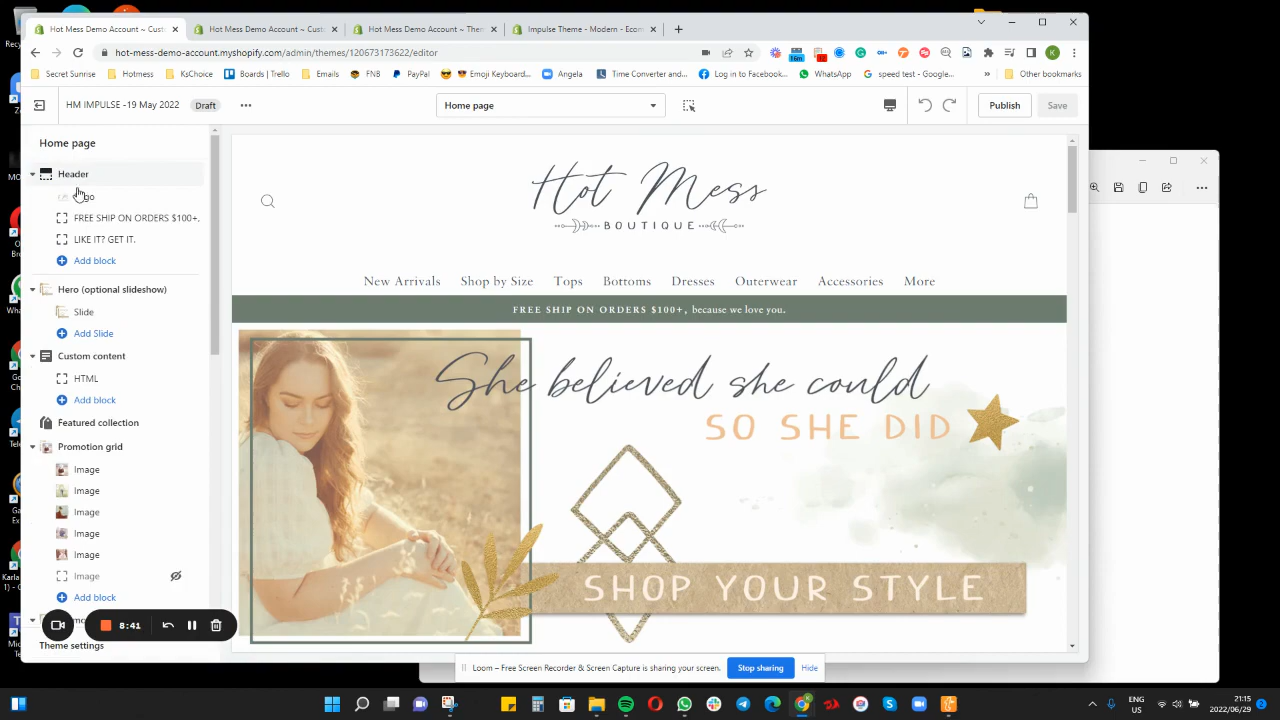 Hot Mess Demo Account ~ Cust
Hot Mess Demo Account ~ Cust
Hot Mess Demo Account ~ Them
Impulse Theme - Modern - Ecom
hot-mess-demo-account.myshopify.com/admin/themes/120673173622/editor
16m
12
K
Secret Sunrise
Hotmess
KsChoice
Boards | Trello
Emails
FNB
PayPal
Emoji Keyboard...
Angela
Time Converter and...
Log in to Facebook...
WhatsApp
speed test - Google...
»
Other bookmarks
HM IMPULSE -19 May 2022
Draft
Home page
Publish
Save
Home page
Header
FREE SHIP ON ORDERS $100+.
LIKE IT? GET IT.
Add block
Hero (optional slideshow)
Slide
Add Slide
Custom content
HTML
Add block
Featured collection
Promotion grid
Image
Image
Image
Image
Image
Image
Add block
8:41
Theme settings
Hot Mess
BOUTIQUE
New Arrivals
Shop by Size
Tops
Bottoms
Dresses
Outerwear
Accessories
More
FREE SHIP ON ORDERS $100+, because we love you.
She believed she could
SO SHE DID
SHOP YOUR STYLE
Loom – Free Screen Recorder & Screen Capture is sharing your screen.
Stop sharing
Hide
ENG
US
21:15
2022/06/29
2